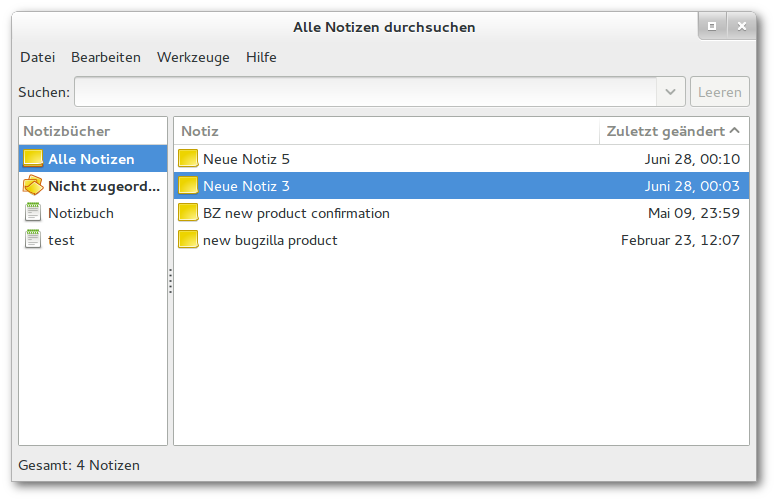 Alle Notizen durchsuchen
Datei Bearbeiten Werkzeuge Hilfe
Suchen: Leeren
Notizbücher Notiz Zuletzt geändert
Alle Notizen Neue Notiz 5 Juni 28, 00:10
Nicht zugeord... Neue Notiz 3 Juni 28, 00:03
Notizbuch BZ new product confirmation Mai 09, 23:59
test new bugzilla product Februar 23, 12:07
Gesamt: 4 Notizen